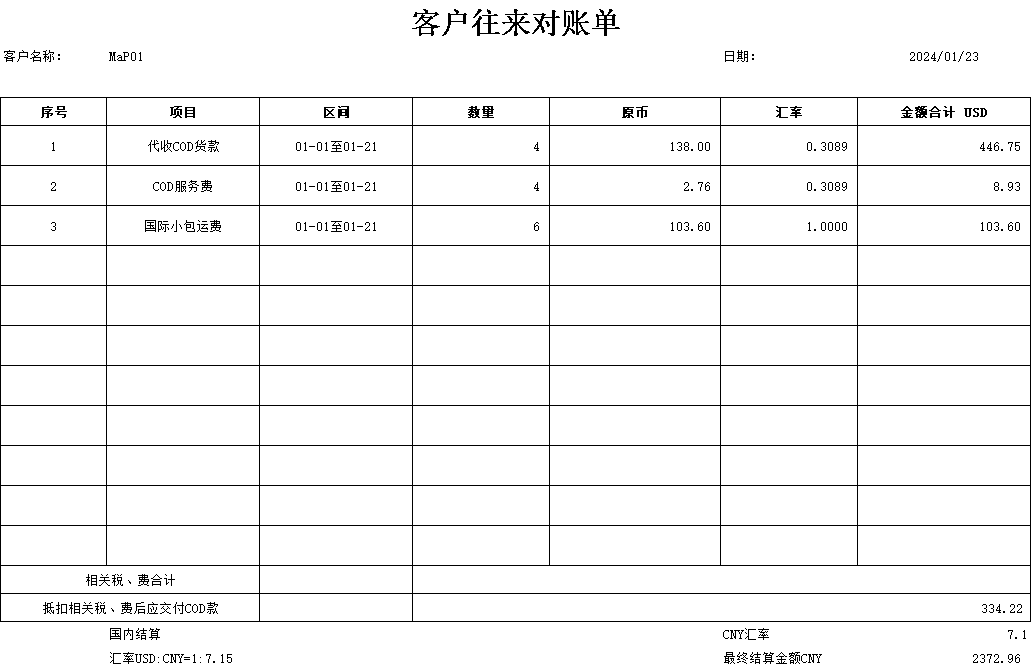 客户往来对账单
客户名称: MaP01 日期: 2024/01/23
序号 项目 区间 数量 原币 汇率 金额合计 USD
1 代收COD货款 01-01至01-21 4 138.00 0.3089 446.75
2 COD服务费 01-01至01-21 4 2.76 0.3089 8.93
3 国际小包运费 01-01至01-21 6 103.60 1.0000 103.60
相关税、费合计
抵扣相关税、费后应交付COD款 334.22
国内结算 CNY汇率 7.1
汇率USD:CNY=1:7.15 最终结算金额CNY 2372.96